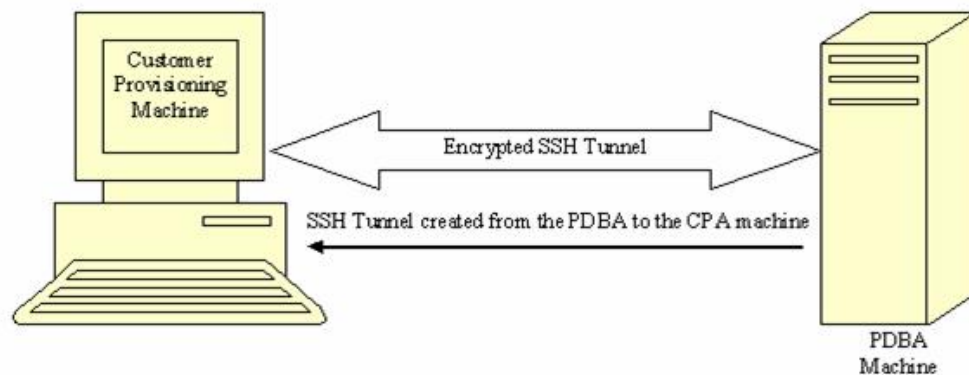 Customer
Provisioning
Machine
Encrypted SSH Tunnel
SSH Tunnel created from the PDBA to the CPA machine
PDBA
Machine